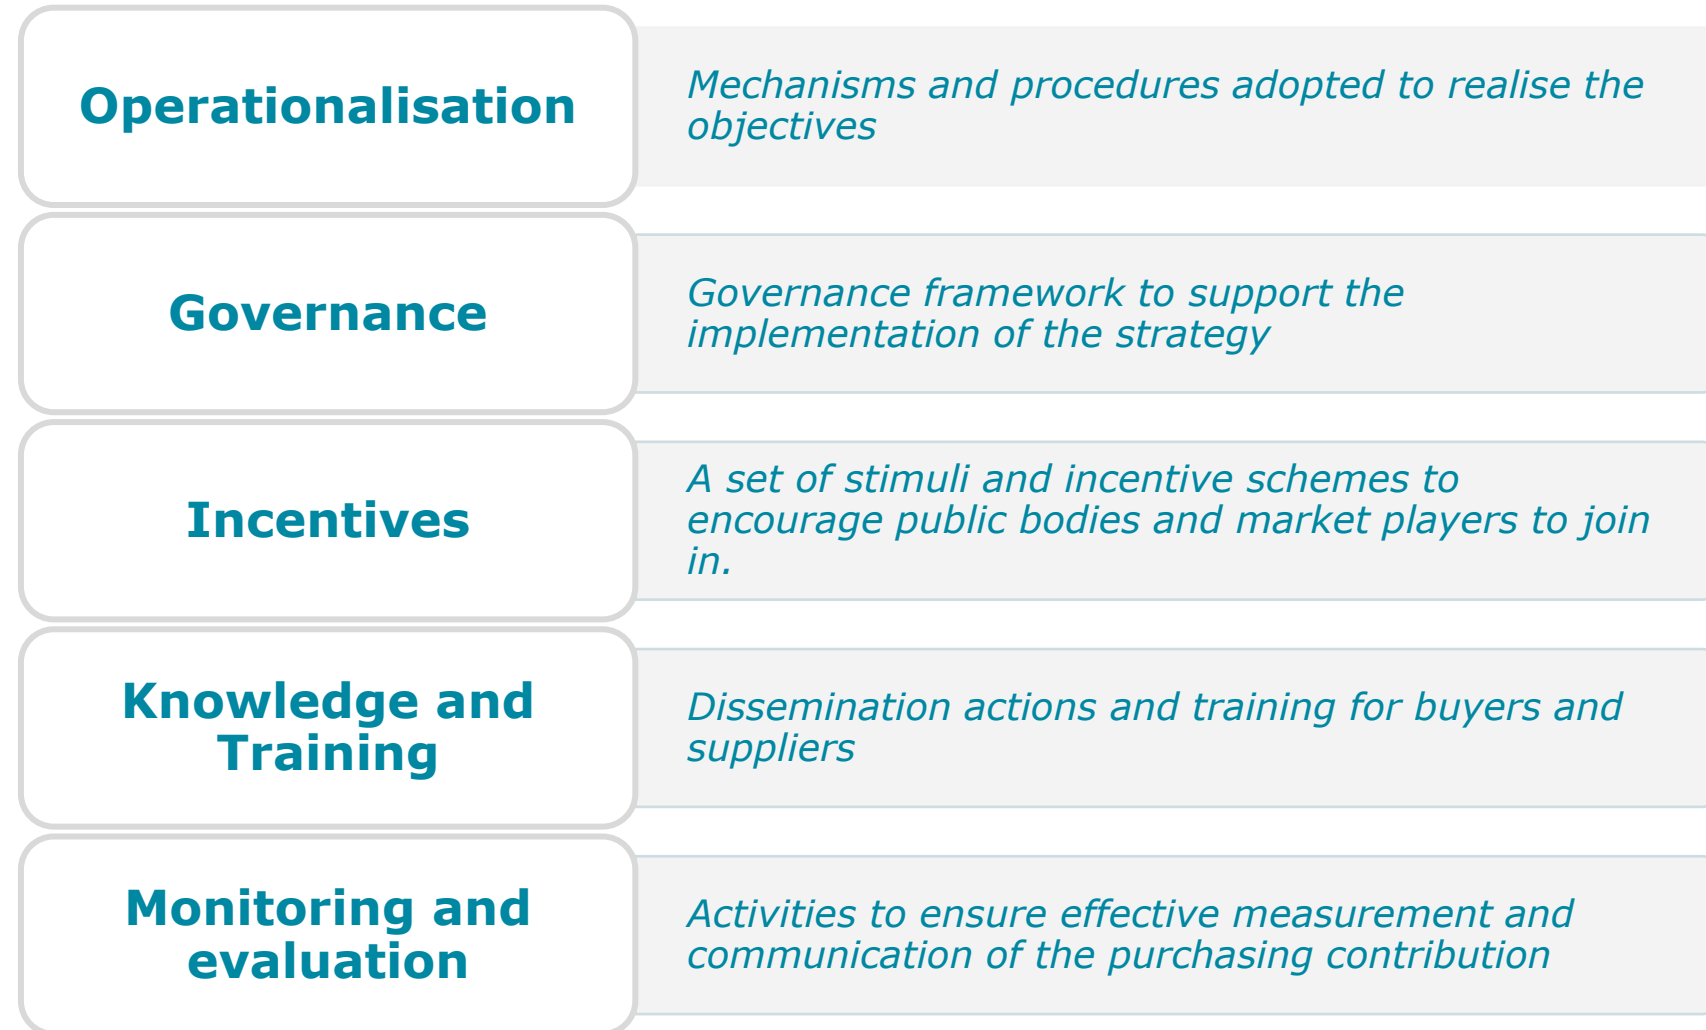 Operationalisation
Mechanisms and procedures adopted to realise the
objectives
Governance
Governance framework to support the
implementation of the strategy
Incentives
A set of stimuli and incentive schemes to
encourage public bodies and market players to join
in.
Knowledge and
Training
Dissemination actions and training for buyers and
suppliers
Monitoring and
evaluation
Activities to ensure effective measurement and
communication of the purchasing contribution